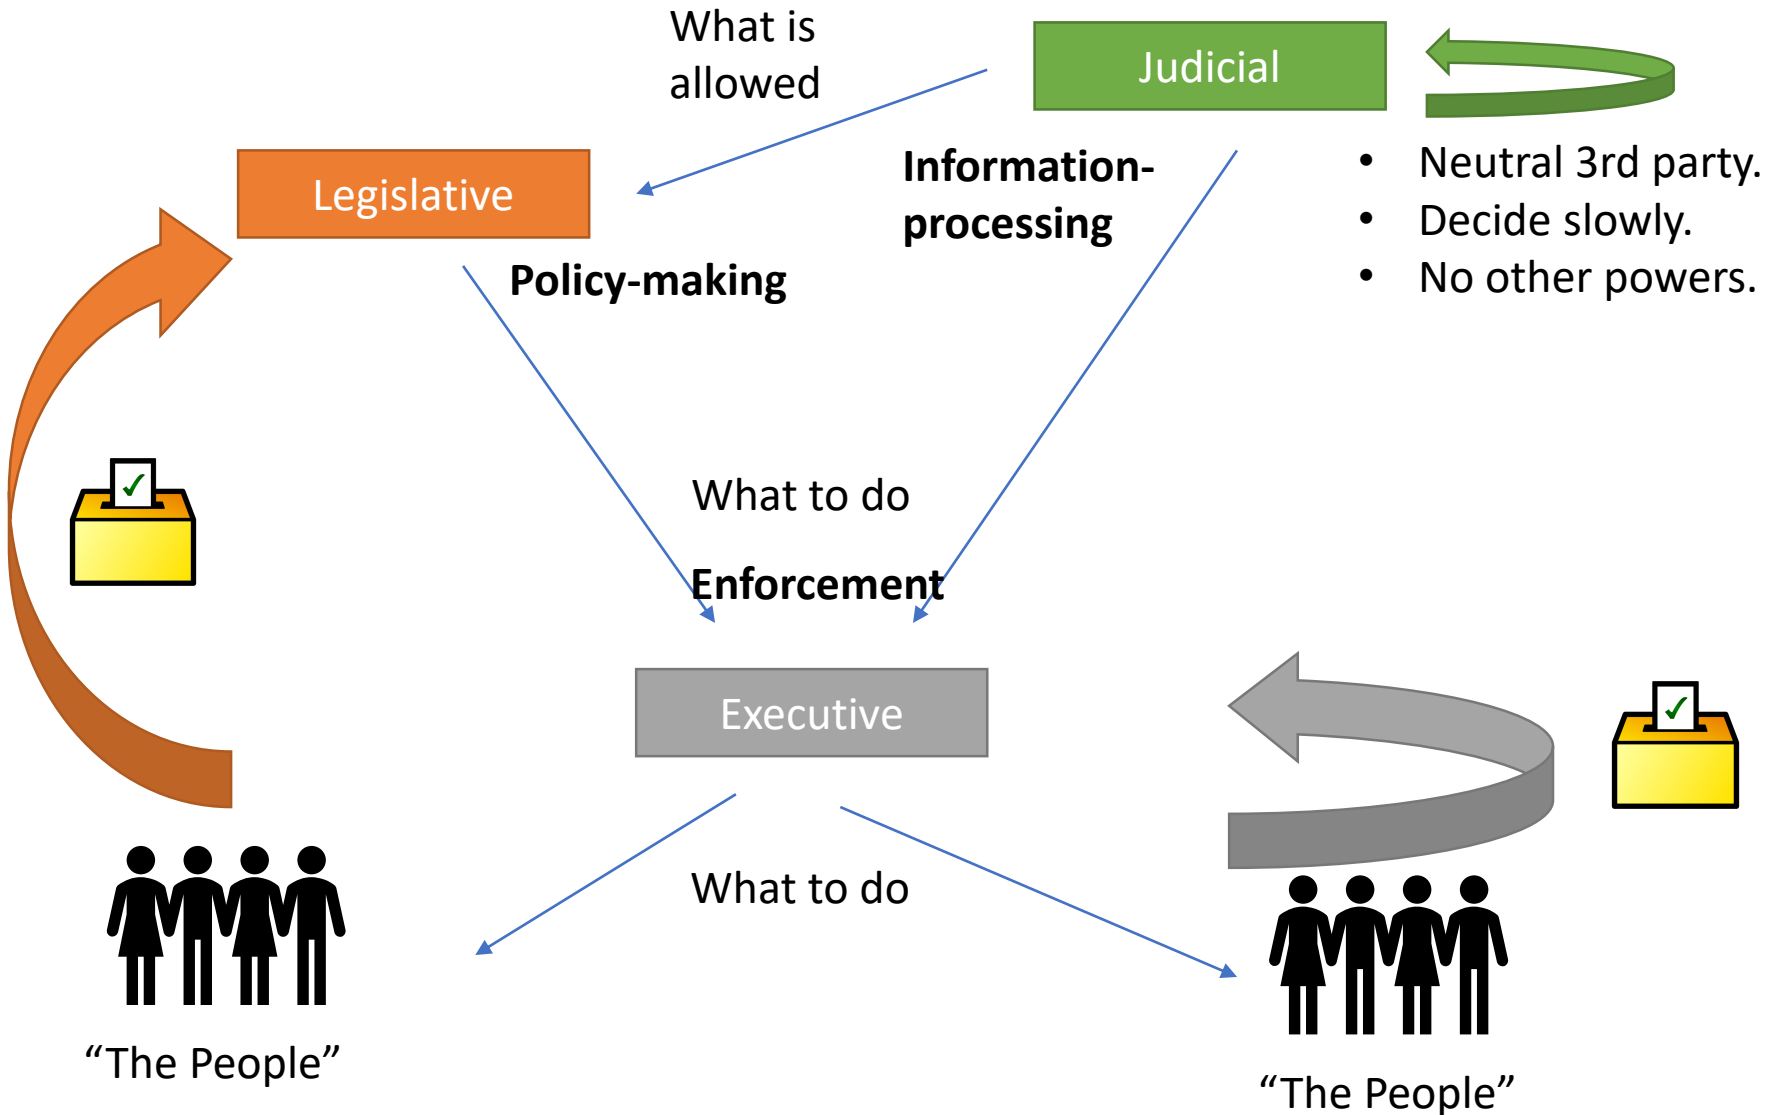 What is
allowed
Judicial
Legislative
Information-
processing
• Neutral 3rd party.
• Decide slowly.
• No other powers.
Policy-making
What to do
Enforcement
Executive
What to do
“The People”
“The People”